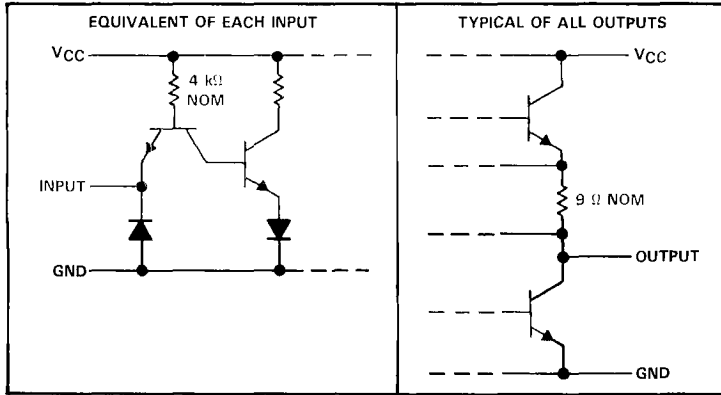 EQUIVALENT OF EACH INPUT
VCC
4 kΩ
NOM
INPUT
GND
TYPICAL OF ALL OUTPUTS
VCC
9 Ω NOM
OUTPUT
GND